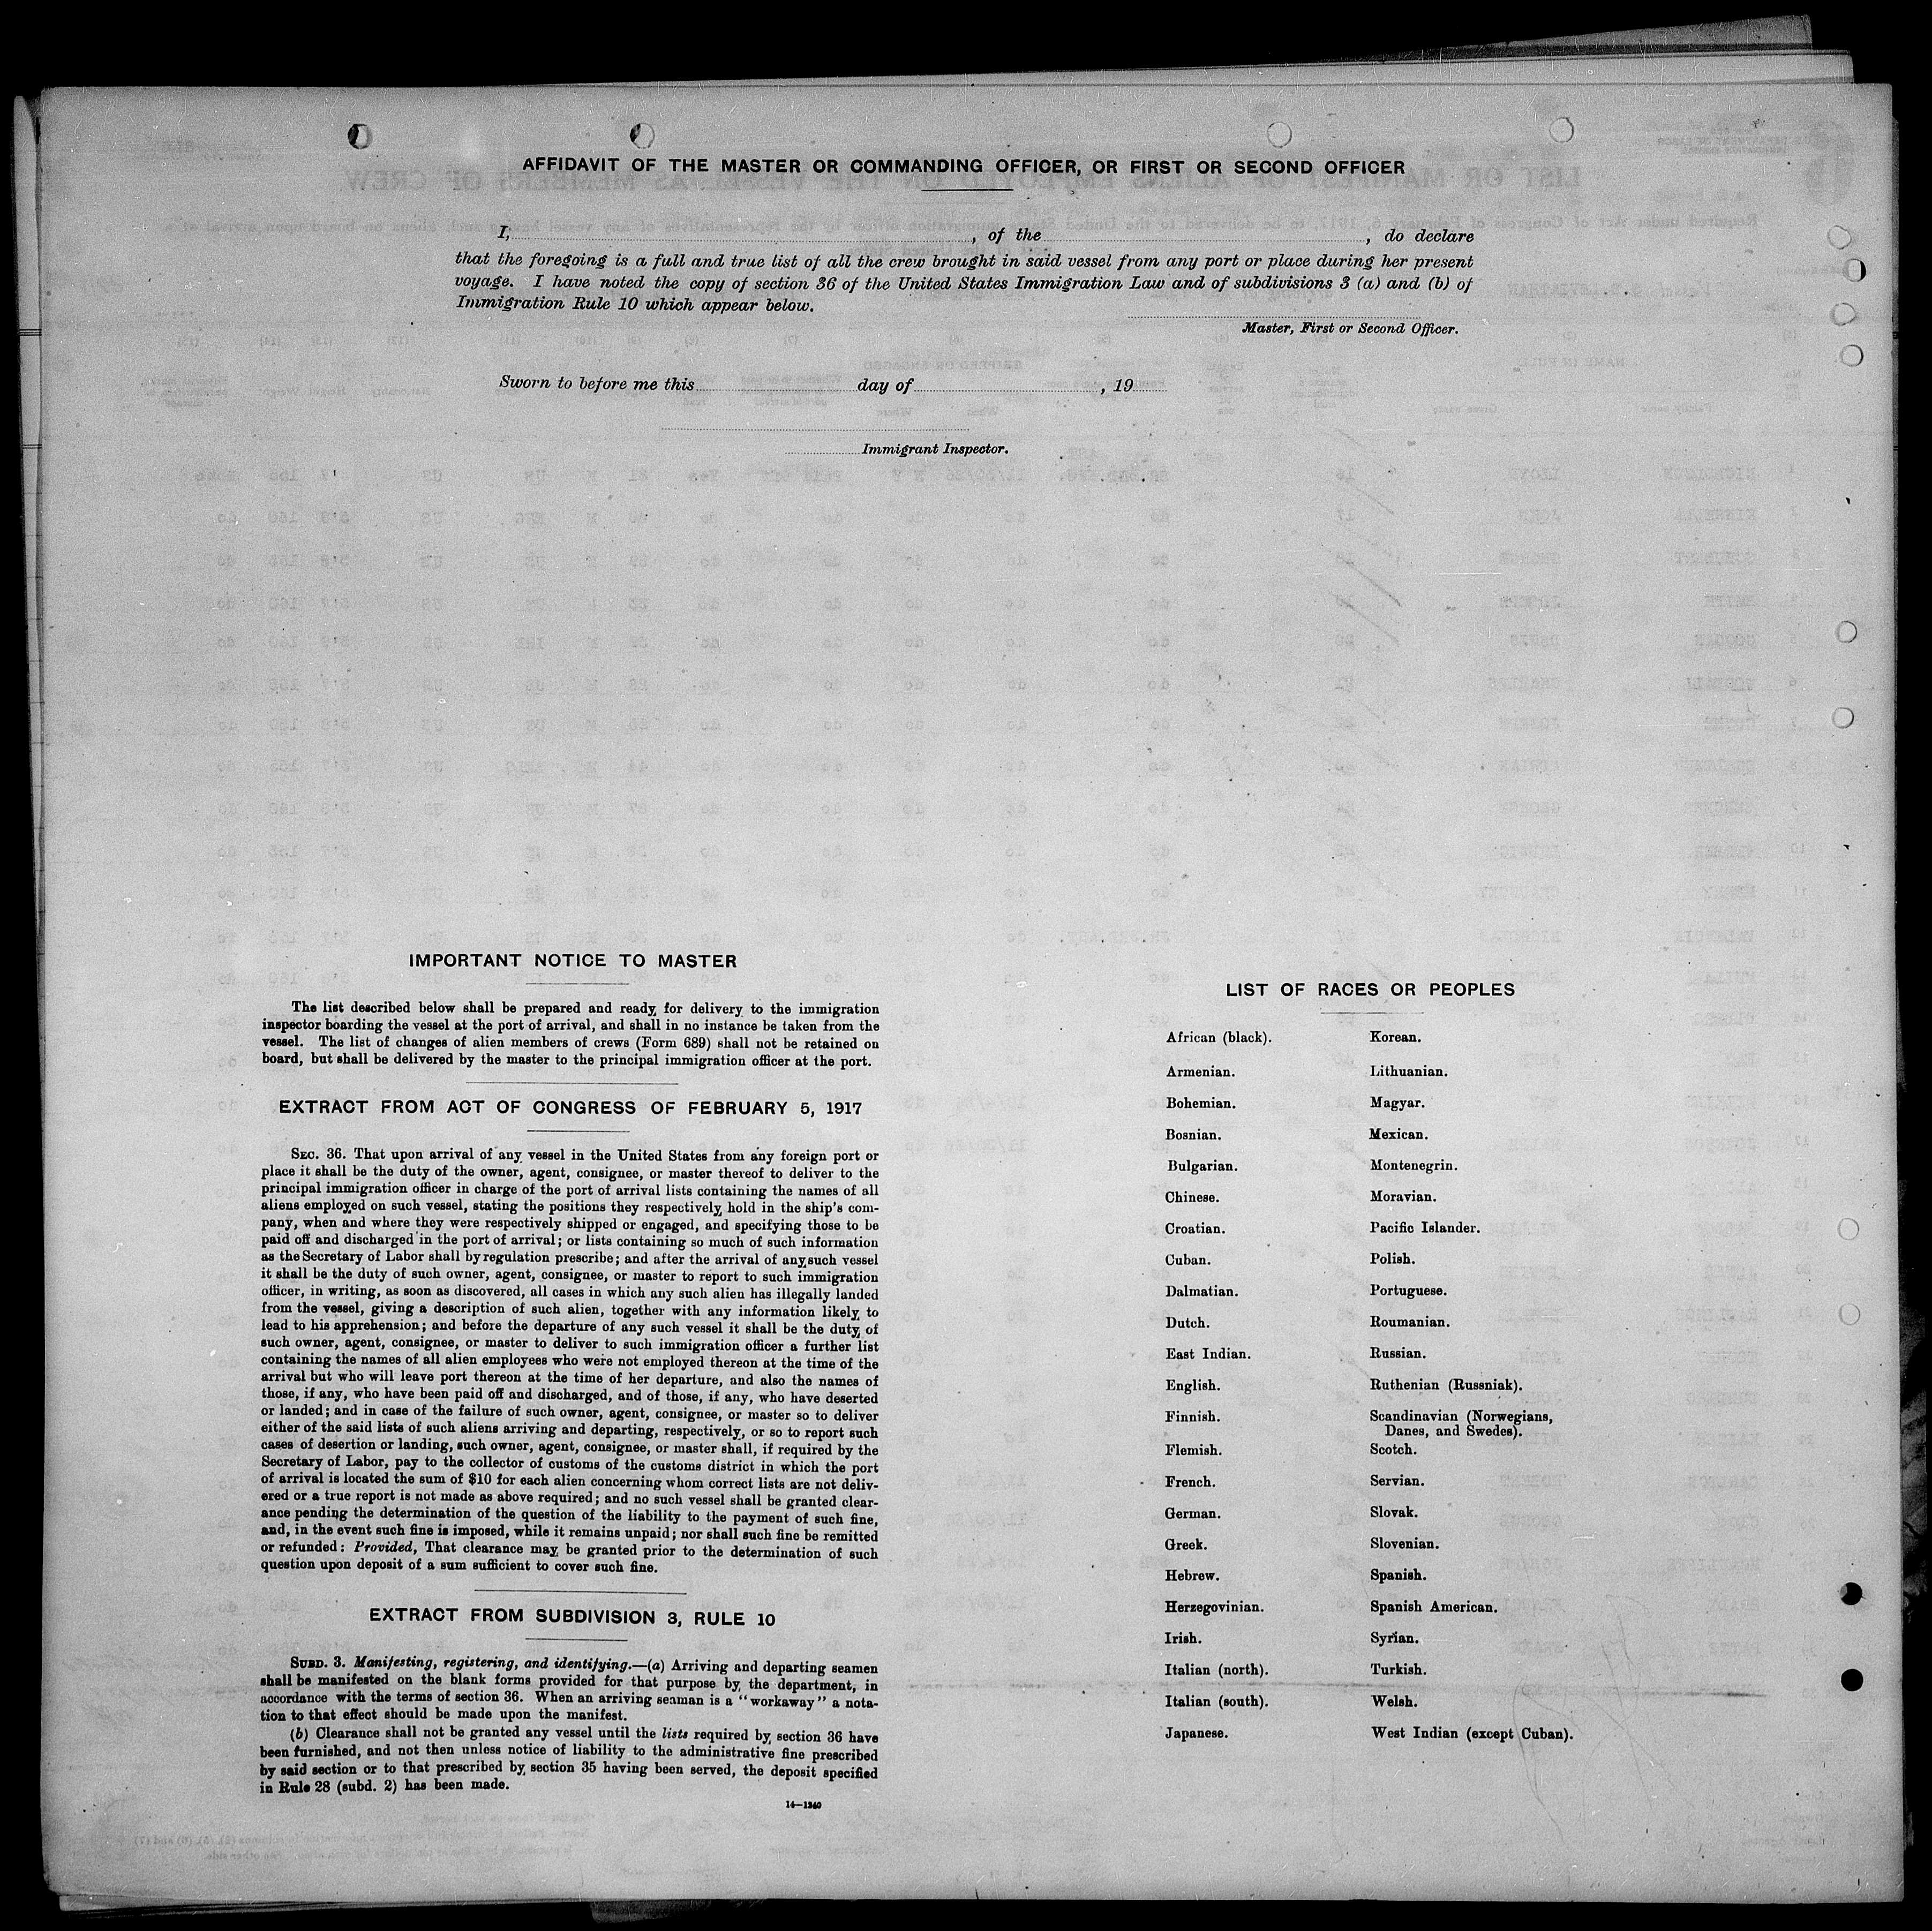 AFFIDAVIT OF THE MASTER OR COMMANDING OFFICER, OR FIRST OR SECOND OFFICER
I, , of the , do declare
that the foregoing is a full and true list of all the crew brought in said vessel from any port or place during her present
voyage. I have noted the copy of section 36 of the United States Immigration Law and of subdivisions 3 (a) and (b) of
Immigration Rule 10 which appear below.
Master, First or Second Officer.
Sworn to before me this day of , 19
Immigrant Inspector.
IMPORTANT NOTICE TO MASTER
The list described below shall be prepared and ready for delivery to the immigration
inspector boarding the vessel at the port of arrival, and shall in no instance be taken from the
vessel. The list of changes of alien members of crews (Form 689) shall not be retained on
board, but shall be delivered by the master to the principal immigration officer at the port.
EXTRACT FROM ACT OF CONGRESS OF FEBRUARY 5, 1917
SEC. 36. That upon arrival of any vessel in the United States from any foreign port or
place it shall be the duty of the owner, agent, consignee, or master thereof to deliver to the
principal immigration officer in charge of the port of arrival lists containing the names of all
aliens employed on such vessel, stating the positions they respectively hold in the ship's com-
pany, when and where they were respectively shipped or engaged, and specifying those to be
paid off and discharged in the port of arrival; or lists containing so much of such information
as the Secretary of Labor shall by regulation prescribe; and after the arrival of any such vessel
it shall be the duty of such owner, agent, consignee, or master to report to such immigration
officer, in writing, as soon as discovered, all cases in which any such alien has illegally landed
from the vessel, giving a description of such alien, together with any information likely to
lead to his apprehension; and before the departure of any such vessel it shall be the duty of
such owner, agent, consignee, or master to deliver to such immigration officer a further list
containing the names of all alien employees who were not employed thereon at the time of the
arrival but who will leave port thereon at the time of her departure, and also the names of
those, if any, who have been paid off and discharged, and of those, if any, who have deserted
or landed; and in case of the failure of such owner, agent, consignee, or master so to deliver
either of the said lists of such aliens arriving and departing, respectively, or so to report such
cases of desertion or landing, such owner, agent, consignee, or master shall, if required by the
Secretary of Labor, pay to the collector of customs of the customs district in which the port
of arrival is located the sum of $10 for each alien concerning whom correct lists are not deliv-
ered or a true report is not made as above required; and no such vessel shall be granted clear-
ance pending the determination of the question of the liability to the payment of such fine,
and, in the event such fine is imposed, while it remains unpaid; nor shall such fine be remitted
or refunded: Provided, That clearance may be granted prior to the determination of such
question upon deposit of a sum sufficient to cover such fine.
EXTRACT FROM SUBDIVISION 3, RULE 10
SUBD. 3. Manifesting, registering, and identifying.—(a) Arriving and departing seamen
shall be manifested on the blank forms provided for that purpose by the department, in
accordance with the terms of section 36. When an arriving seaman is a "workaway" a nota-
tion to that effect should be made upon the manifest.
(b) Clearance shall not be granted any vessel until the lists required by section 36 have
been furnished, and not then unless notice of liability to the administrative fine prescribed
by said section or to that prescribed by section 35 having been served, the deposit specified
in Rule 28 (subd. 2) has been made.
14—1240
LIST OF RACES OR PEOPLES
African (black).
Armenian.
Bohemian.
Bosnian.
Bulgarian.
Chinese.
Croatian.
Cuban.
Dalmatian.
Dutch.
East Indian.
English.
Finnish.
Flemish.
French.
German.
Greek.
Hebrew.
Herzegovinian.
Irish.
Italian (north).
Italian (south).
Japanese.
Korean.
Lithuanian.
Magyar.
Mexican.
Montenegrin.
Moravian.
Pacific Islander.
Polish.
Portuguese.
Roumanian.
Russian.
Ruthenian (Russniak).
Scandinavian (Norwegians,
Danes, and Swedes).
Scotch.
Servian.
Slovak.
Slovenian.
Spanish.
Spanish American.
Syrian.
Turkish.
Welsh.
West Indian (except Cuban).